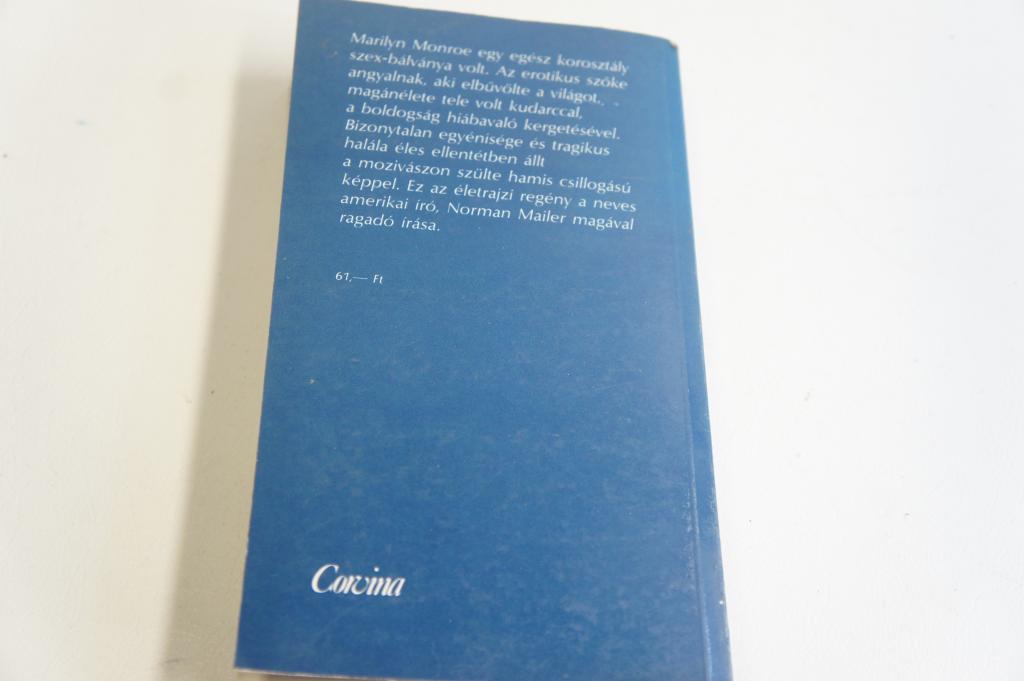 Marilyn Monroe egy egész korosztály
szex-bálványa volt. Az erotikus szőke
angyalnak, aki elbűvölte a világot,
magánélete tele volt kudarccal,
a boldogság hiábavaló kergetésével.
Bizonytalan egyénisége és tragikus
halála éles ellentétben állt
a mozivászon szülte hamis csillogású
képpel. Ez az életrajzi regény a neves
amerikai író, Norman Mailer magával
ragadó írása.
61,— Ft
Corvina